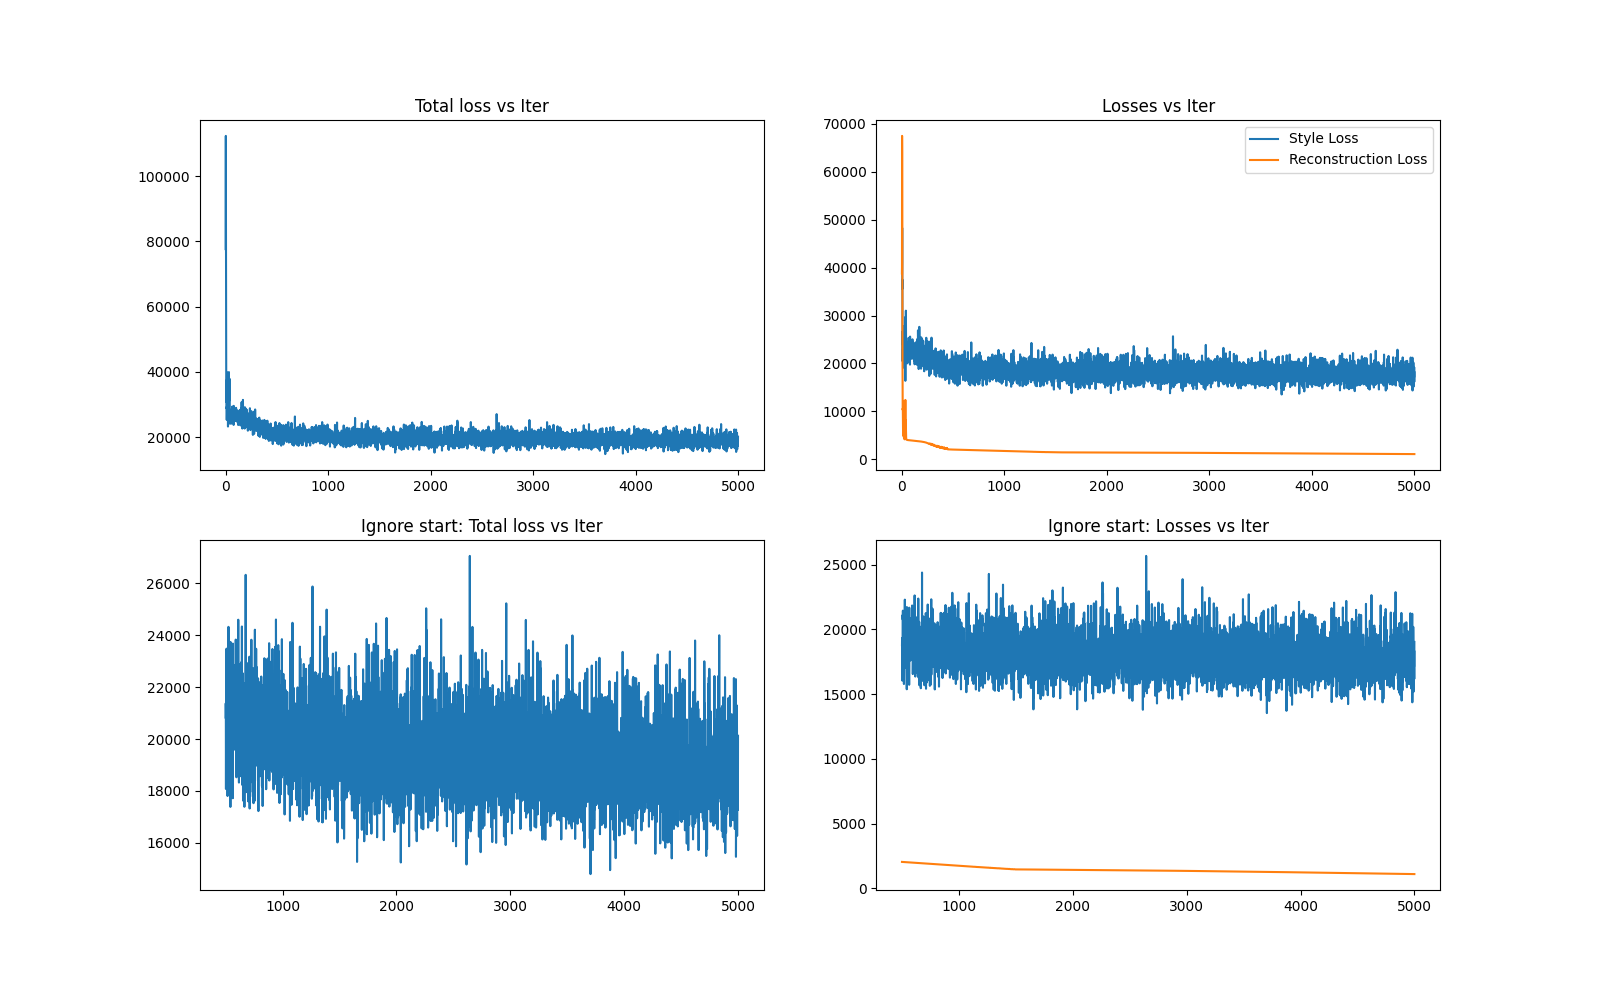 Total loss vs Iter
100000
80000
60000
40000
20000
0 1000 2000 3000 4000 5000
Losses vs Iter
Style Loss
Reconstruction Loss
70000
60000
50000
40000
30000
20000
10000
0
0 1000 2000 3000 4000 5000
Ignore start: Total loss vs Iter
26000
24000
22000
20000
18000
16000
1000 2000 3000 4000 5000
Ignore start: Losses vs Iter
25000
20000
15000
10000
5000
0
1000 2000 3000 4000 5000